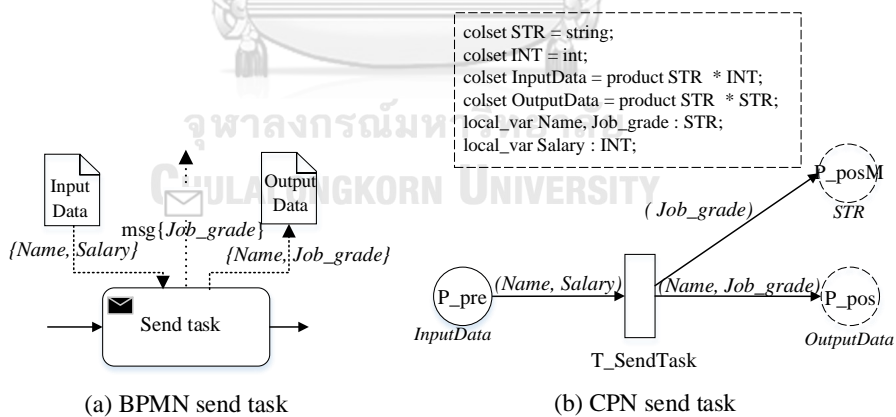 colset STR = string;
colset INT = int;
colset InputData = product STR * INT;
colset OutputData = product STR * STR;
local_var Name, Job_grade : STR;
local_var Salary : INT;
จุฬาลงกรณ์มหาวิทยาลัย
CHULALONGKORN UNIVERSITY
Input
Data
Output
Data
msg{Job_grade}
{Name, Salary}
{Name, Job_grade}
Send task
(a) BPMN send task
P_posM
STR
( Job_grade)
P_pre
(Name, Salary)
(Name, Job_grade)
P_pos
InputData
OutputData
T_SendTask
(b) CPN send task